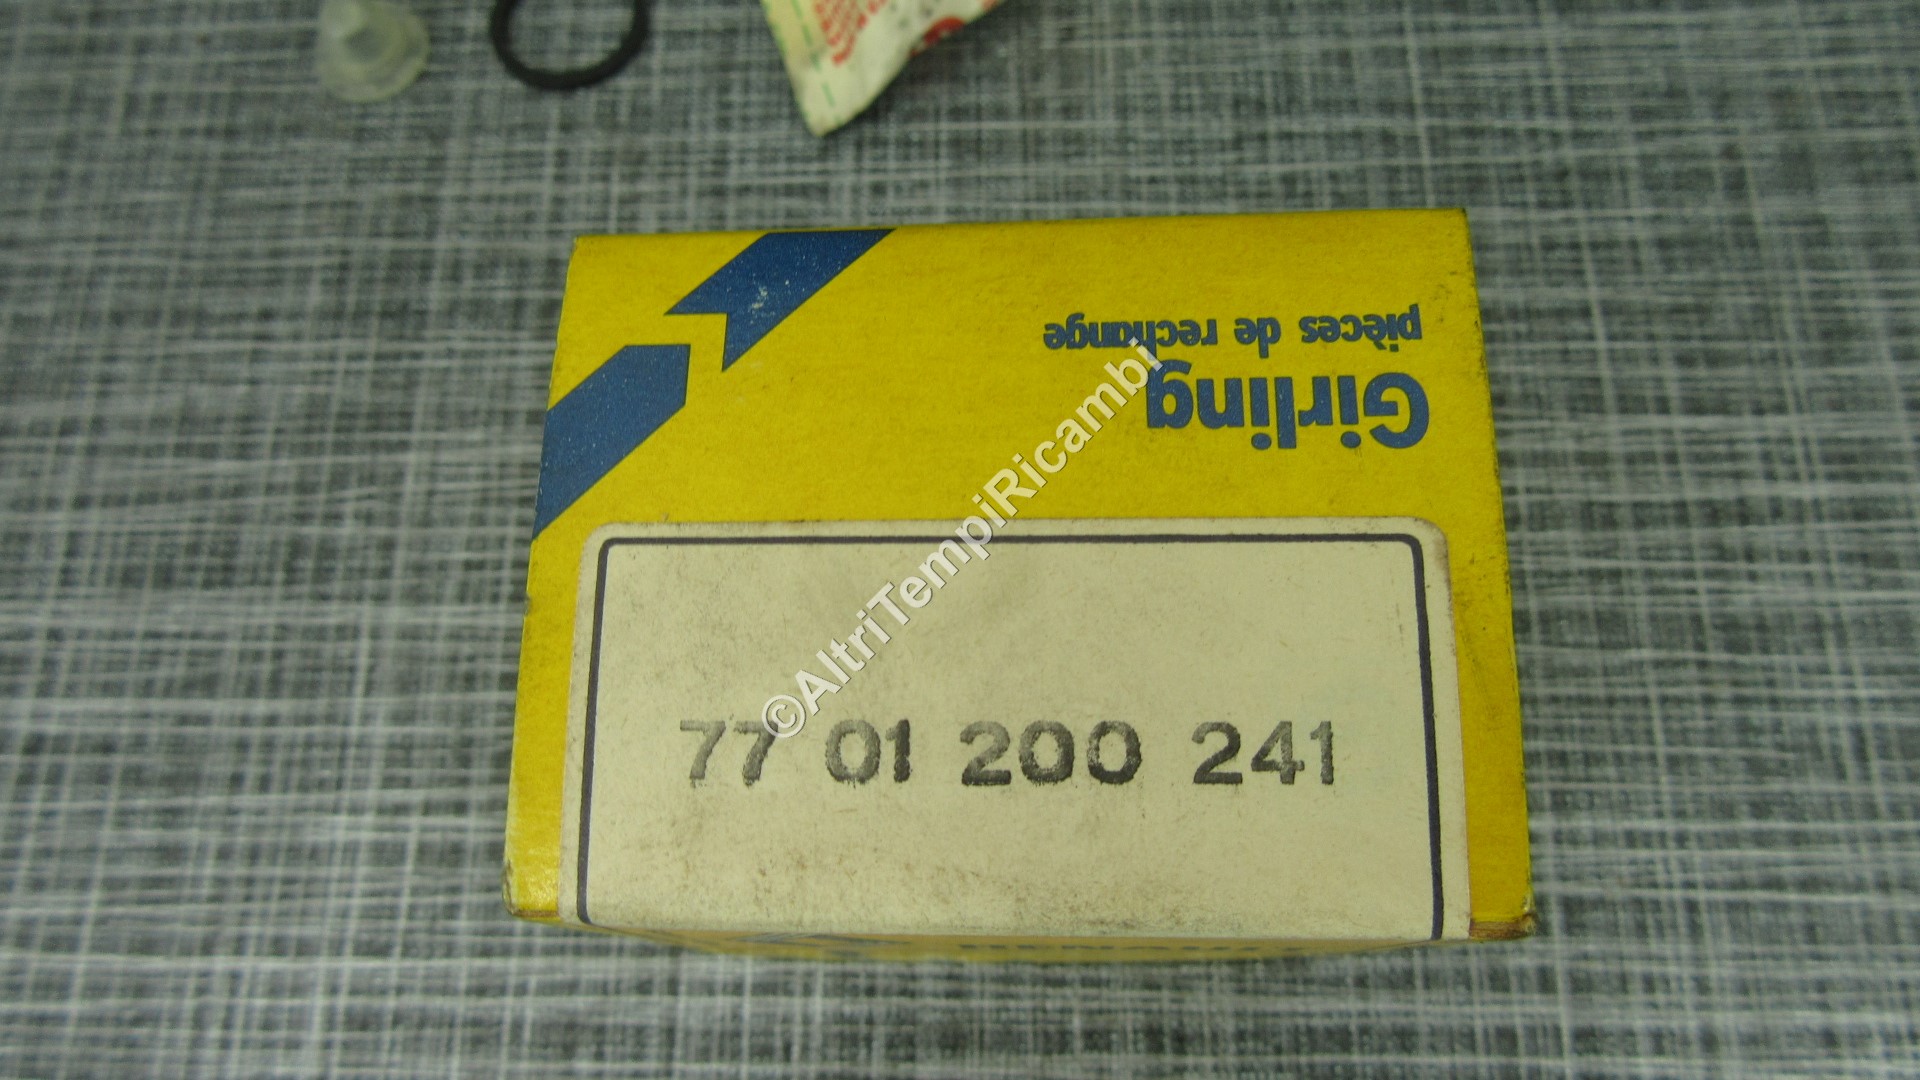 Girling
pièces de rechange
77 01 200 241
©AltriTempiRicambi